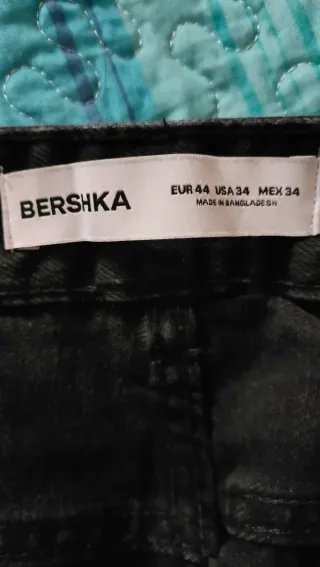 BERSHKA
EUR 44 USA 34 MEX 34
MADE IN BANGLADESH